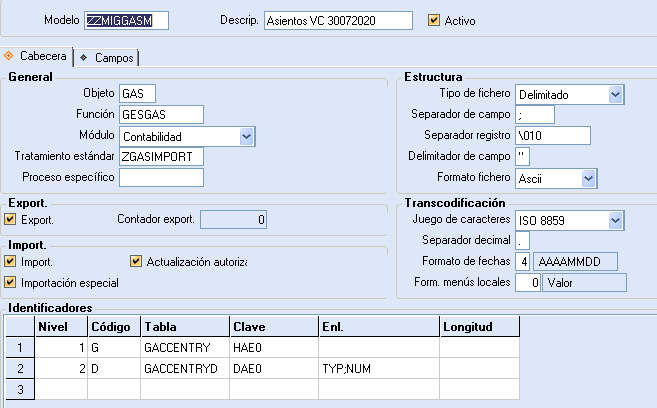 Modelo ZZMIGGASM Descrip. Asientos VC 30072020 Activo
Cabecera Campos
General
Objeto GAS
Función GESGAS
Módulo Contabilidad
Tratamiento estándar ZGASIMPORT
Proceso específico
Export.
Export. Contador export. 0
Import.
Import. Actualización autoriza
Importación especial
Estructura
Tipo de fichero Delimitado
Separador de campo ;
Separador registro \010
Delimitador de campo "
Formato fichero Ascii
Transcodificación
Juego de caracteres ISO 8859
Separador decimal .
Formato de fechas 4 AAAAMMDD
Form. menús locales 0 Valor
Identificadores
Nivel Código Tabla Clave Enl. Longitud
1 1 G GACCENTRY HAE0
2 2 D GACCENTRYD DAE0 TYP;NUM
3